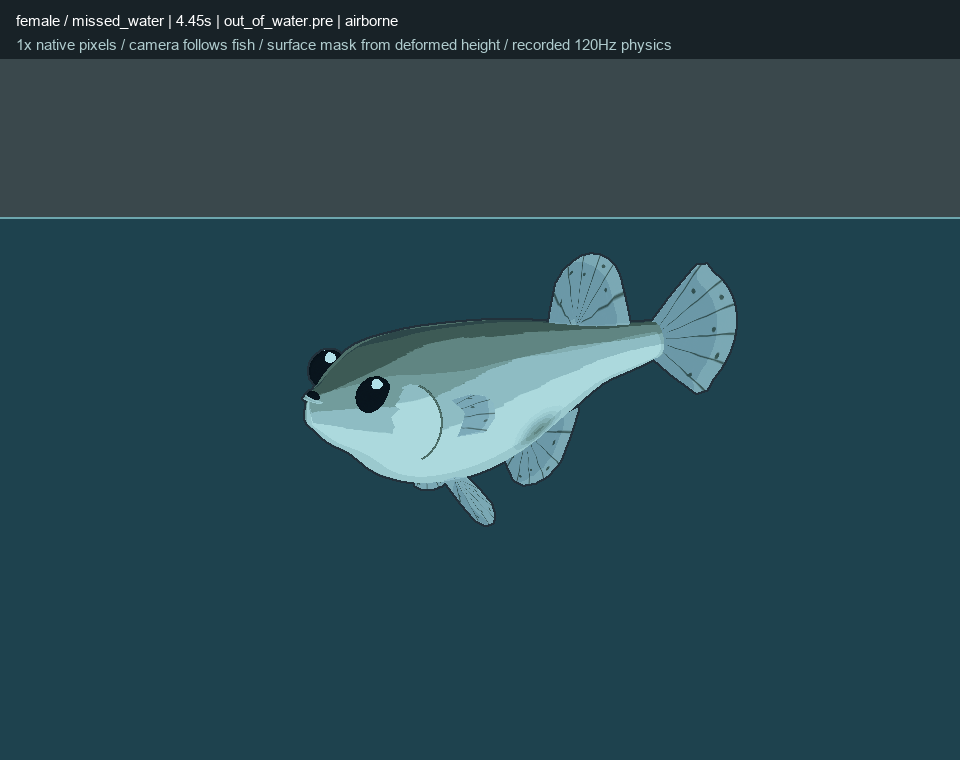 female / missed_water | 4.45s | out_of_water.pre | airborne
1x native pixels / camera follows fish / surface mask from deformed height / recorded 120Hz physics